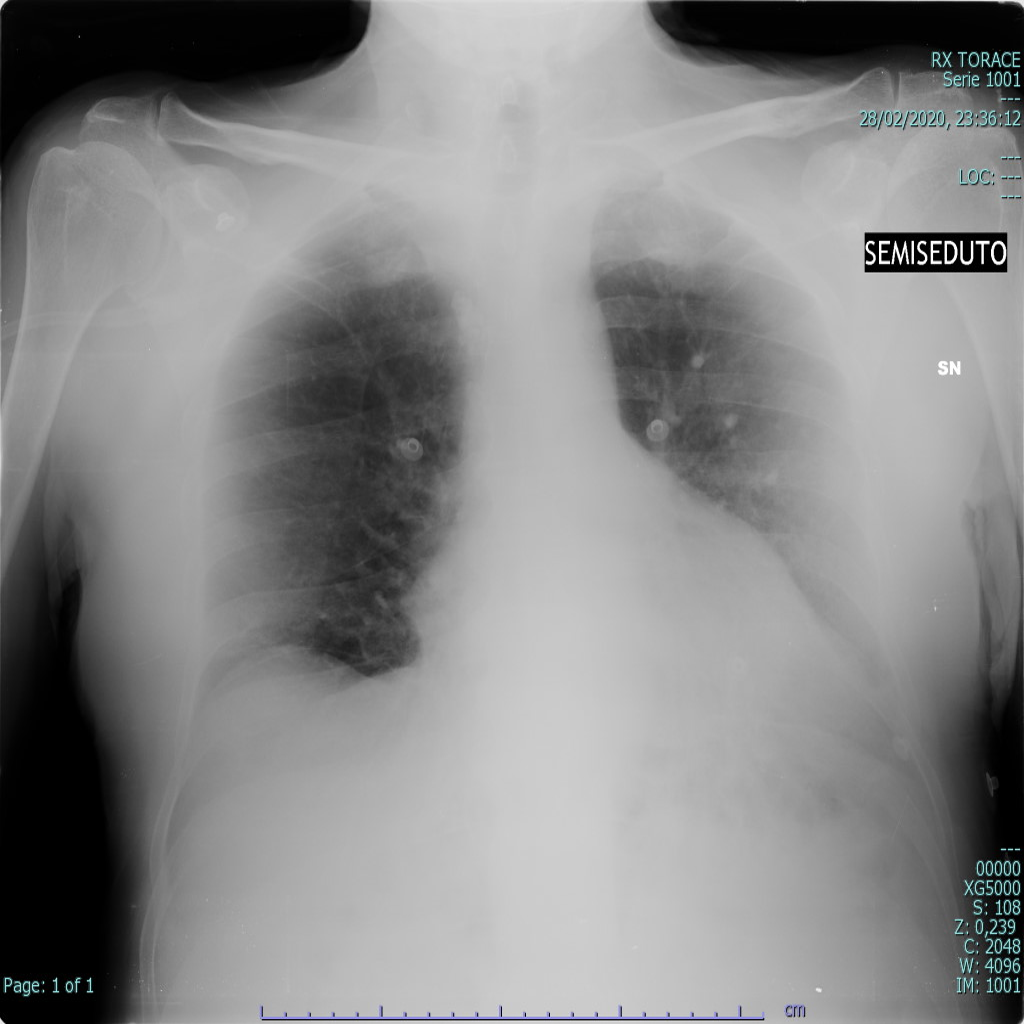 RX TORACE
Serie 1001
---
28/02/2020, 23:36:12
---
LOC: ---
---
SEMISEDUTO
SN
---
00000
XG5000
S: 108
Z: 0,239
C: 2048
W: 4096
Page: 1 of 1
IM: 1001
cm